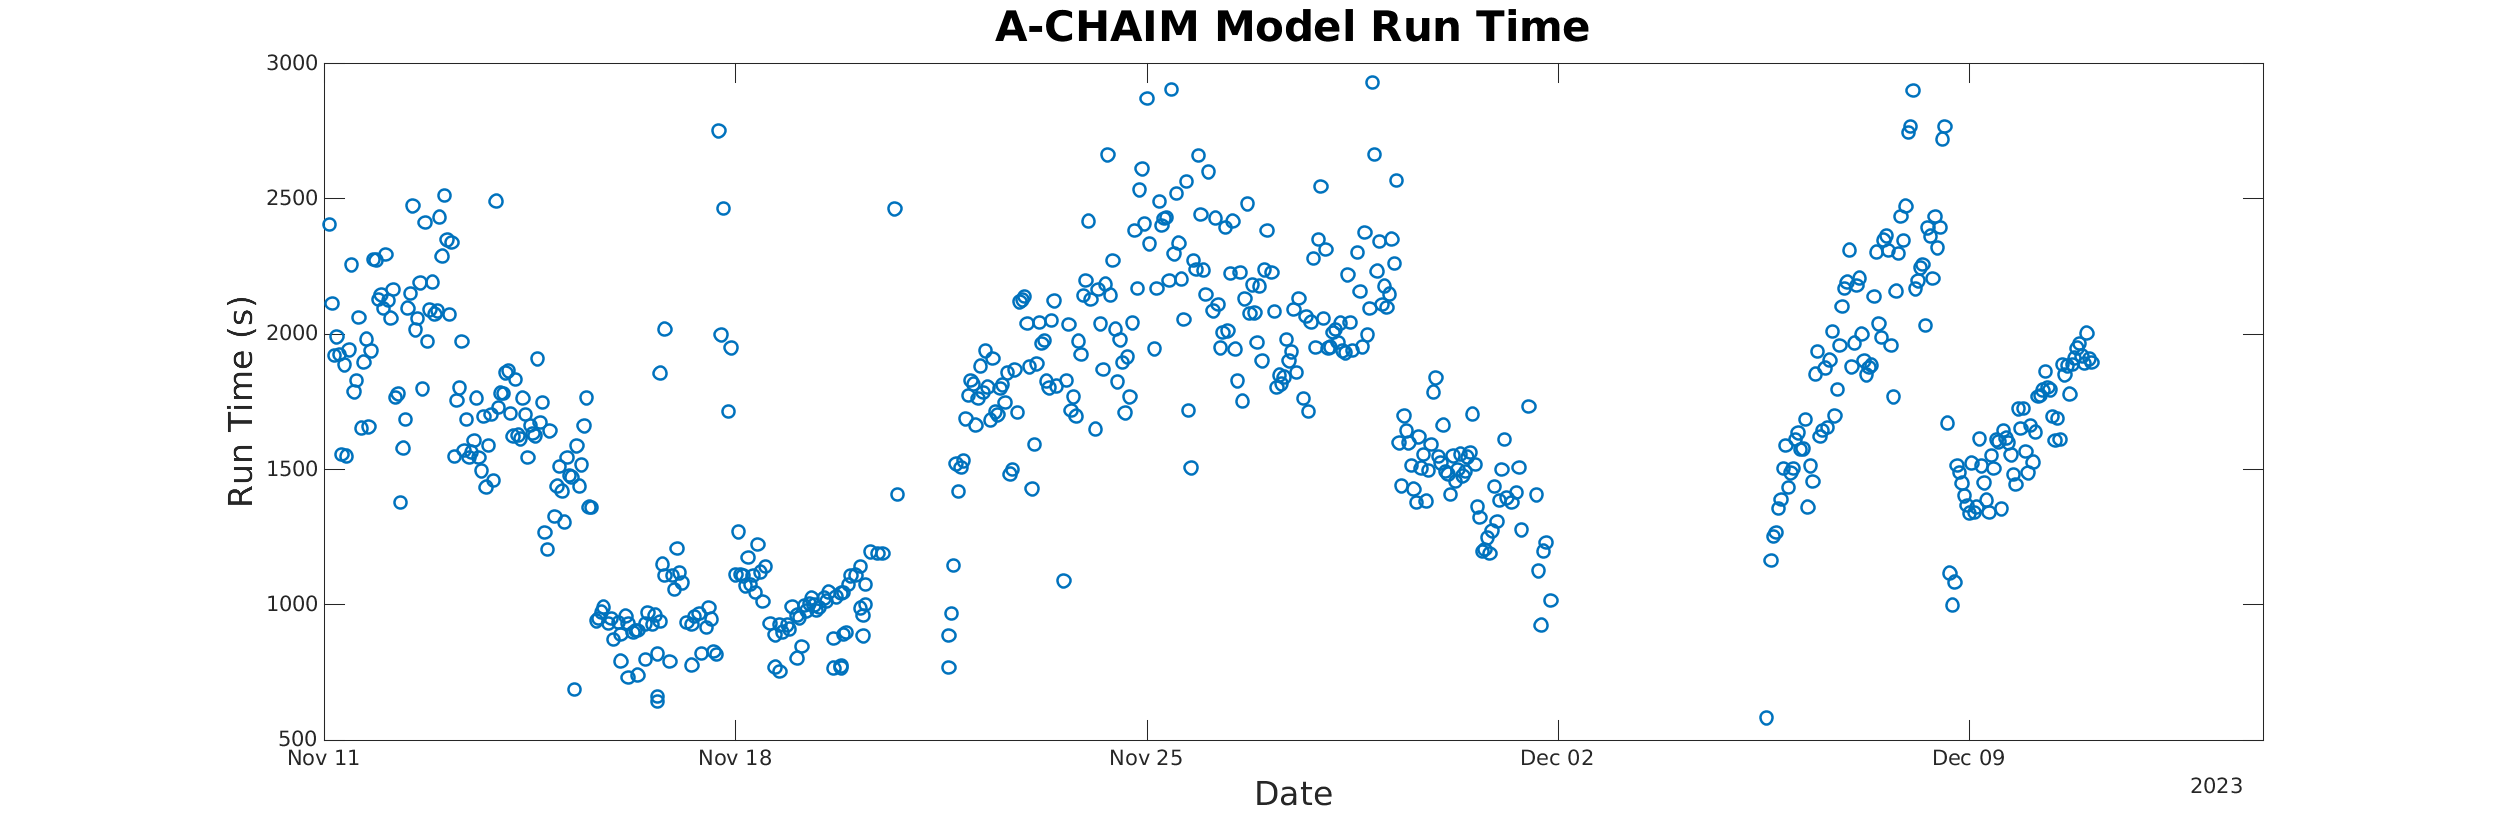 A-CHAIM Model Run Time
Run Time (s)
3000
2500
2000
1500
1000
500
Nov 11
Nov 18
Nov 25
Dec 02
Dec 09
2023
Date